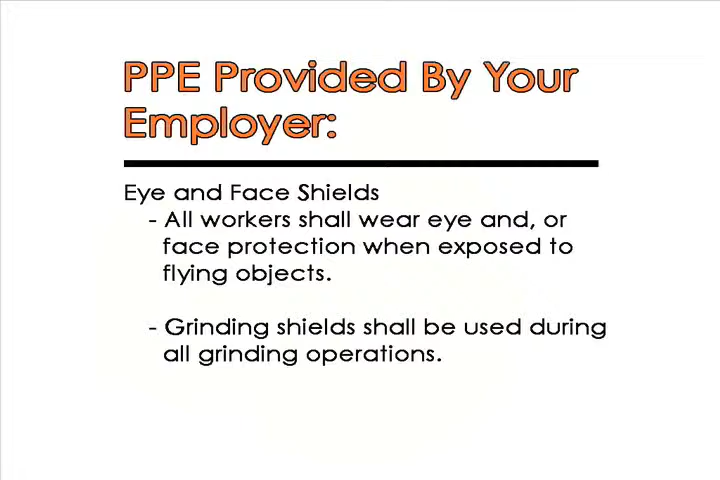 PPE Provided By Your
Employer:
Eye and Face Shields
- All workers shall wear eye and, or
face protection when exposed to
flying objects.
- Grinding shields shall be used during
all grinding operations.